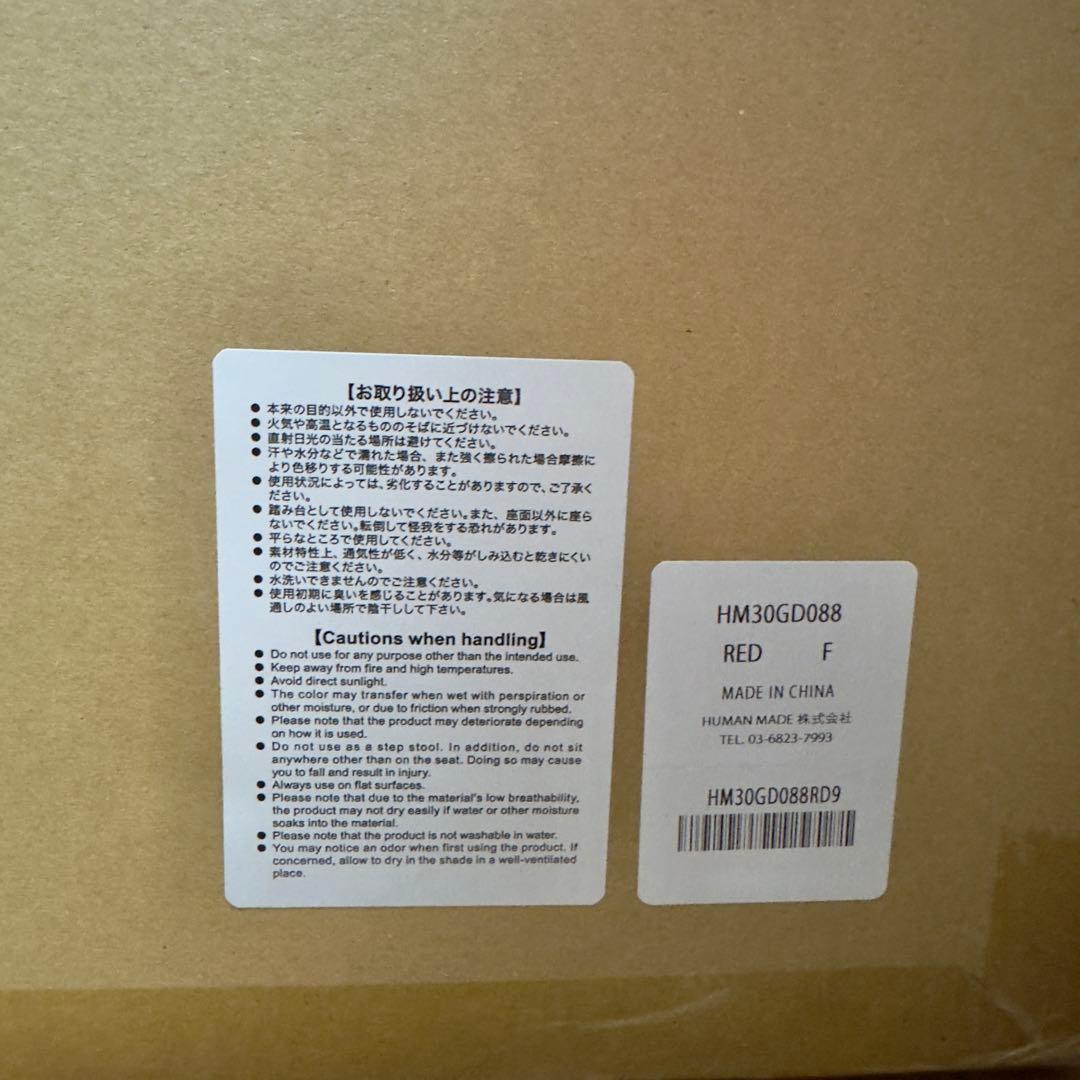 【お取り扱い上の注意】
● 本来の目的以外で使用しないでください。
● 火気や高温となるもののそばに近づけないでください。
● 直射日光の当たる場所は避けてください。
● 汗や水分などで濡れた場合、また強く擦られた場合摩擦に
より色移りする可能性があります。
● 使用状況によっては、劣化することがありますので、ご了承く
ださい。
● 踏み台として使用しないでください。また、座面以外に座ら
ないでください。転倒して怪我をする恐れがあります。
● 平らなところで使用してください。
● 素材特性上、通気性が低く、水分等がしみ込むと乾きにくい
のでご注意ください。
● 水洗いできませんのでご注意ください。
● 使用初期に臭いを感じることがあります。気になる場合は風
通しのよい場所で陰干しして下さい。
【Cautions when handling】
● Do not use for any purpose other than the intended use.
● Keep away from fire and high temperatures.
● Avoid direct sunlight.
● The color may transfer when wet with perspiration or
other moisture, or due to friction when strongly rubbed.
● Please note that the product may deteriorate depending
on how it is used.
● Do not use as a step stool. In addition, do not sit
anywhere other than on the seat. Doing so may cause
you to fall and result in injury.
● Always use on flat surfaces.
● Please note that due to the material's low breathability,
the product may not dry easily if water or other moisture
soaks into the material.
● Please note that the product is not washable in water.
● You may notice an odor when first using the product. If
concerned, allow to dry in the shade in a well-ventilated
place.
HM30GD088
RED F
MADE IN CHINA
HUMAN MADE 株式会社
TEL. 03-6823-7993
HM30GD088RD9